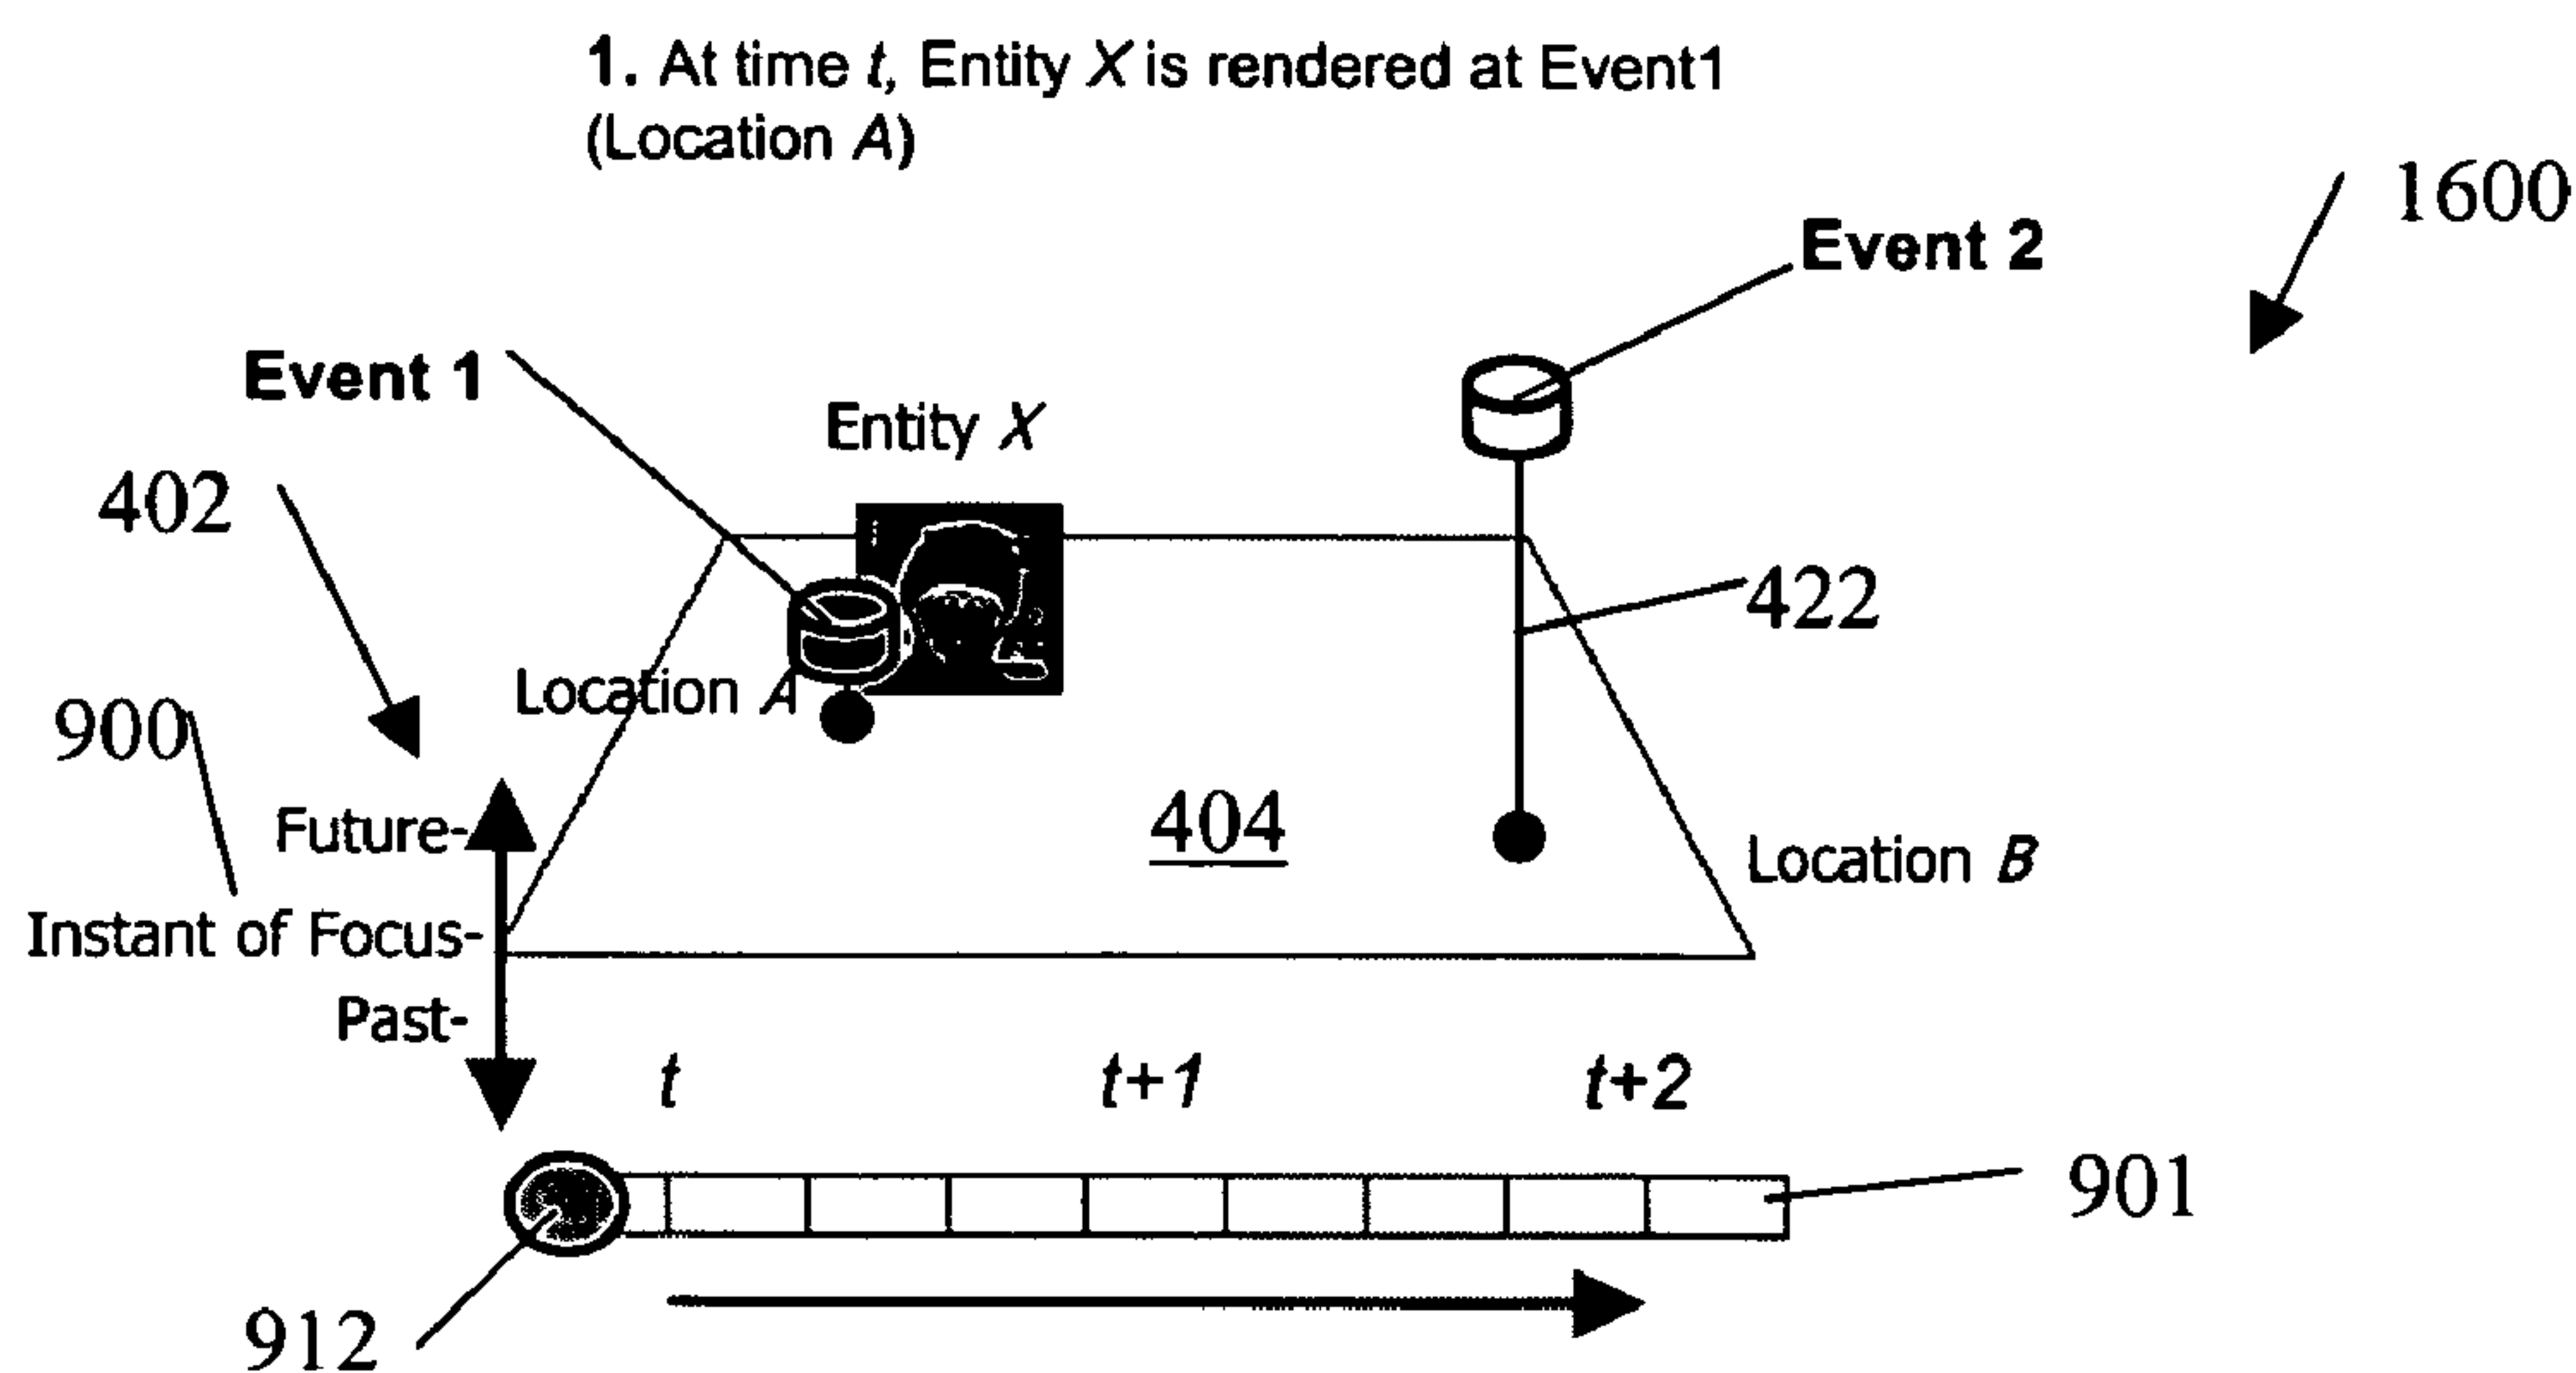 1. At time t, Entity X is rendered at Event1
(Location A)
1600
Event 2
Event 1
Entity X
402
422
Location A
900
404
Future-
Location B
Instant of Focus-
Past-
t t+1 t+2
901
912